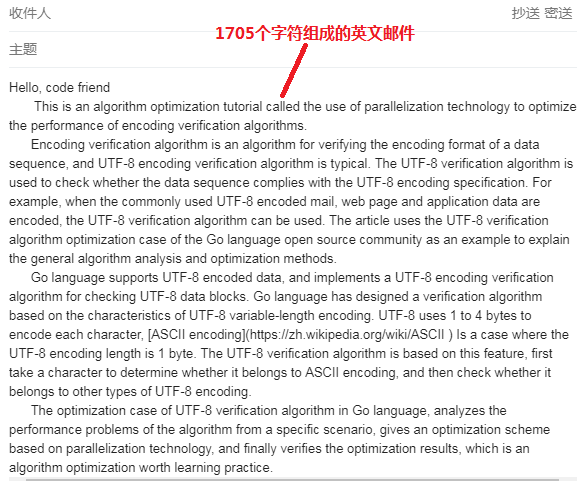 收件人 抄送 密送
1705个字符组成的英文邮件
主题
Hello, code friend
This is an algorithm optimization tutorial called the use of parallelization technology to optimize
the performance of encoding verification algorithms.
Encoding verification algorithm is an algorithm for verifying the encoding format of a data
sequence, and UTF-8 encoding verification algorithm is typical. The UTF-8 verification algorithm is
used to check whether the data sequence complies with the UTF-8 encoding specification. For
example, when the commonly used UTF-8 encoded mail, web page and application data are
encoded, the UTF-8 verification algorithm can be used. The article uses the UTF-8 verification
algorithm optimization case of the Go language open source community as an example to explain
the general algorithm analysis and optimization methods.
Go language supports UTF-8 encoded data, and implements a UTF-8 encoding verification
algorithm for checking UTF-8 data blocks. Go language has designed a verification algorithm
based on the characteristics of UTF-8 variable-length encoding. UTF-8 uses 1 to 4 bytes to
encode each character, [ASCII encoding](https://zh.wikipedia.org/wiki/ASCII ) Is a case where the
UTF-8 encoding length is 1 byte. The UTF-8 verification algorithm is based on this feature, first
take a character to determine whether it belongs to ASCII encoding, and then check whether it
belongs to other types of UTF-8 encoding.
The optimization case of UTF-8 verification algorithm in Go language, analyzes the
performance problems of the algorithm from a specific scenario, gives an optimization scheme
based on parallelization technology, and finally verifies the optimization results, which is an
algorithm optimization worth learning practice.